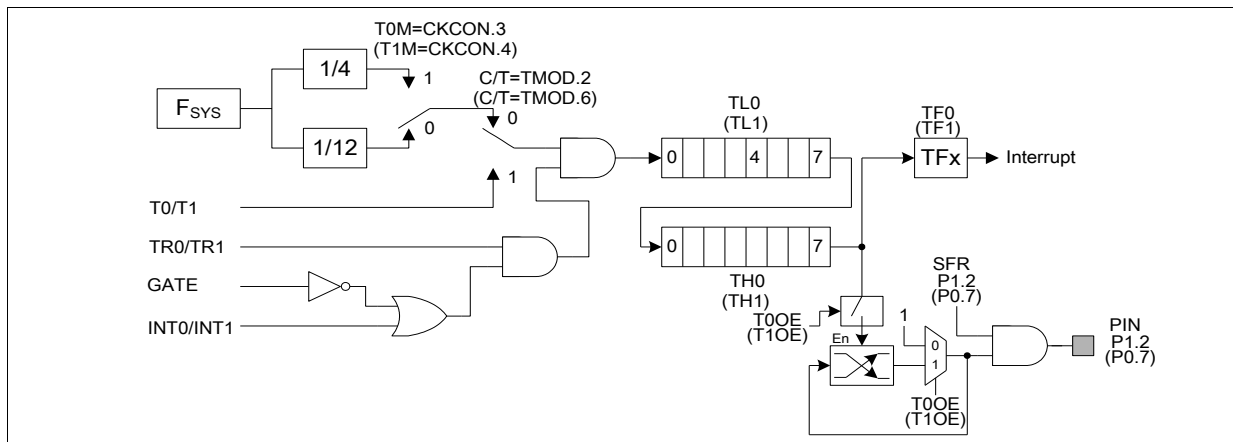 T0M=CKCON.3
(T1M=CKCON.4)
1/4
1
C/T=TMOD.2
(C/T=TMOD.6)
FSYS
0
0
1/12
1
T0/T1
TR0/TR1
GATE
INT0/INT1
TL0
(TL1)
0 4 7
TF0
(TF1)
TFx
Interrupt
0 7
TH0
(TH1)
T0OE
(T1OE)
En
1
0
1
T0OE
(T1OE)
SFR
P1.2
(P0.7)
PIN
P1.2
(P0.7)